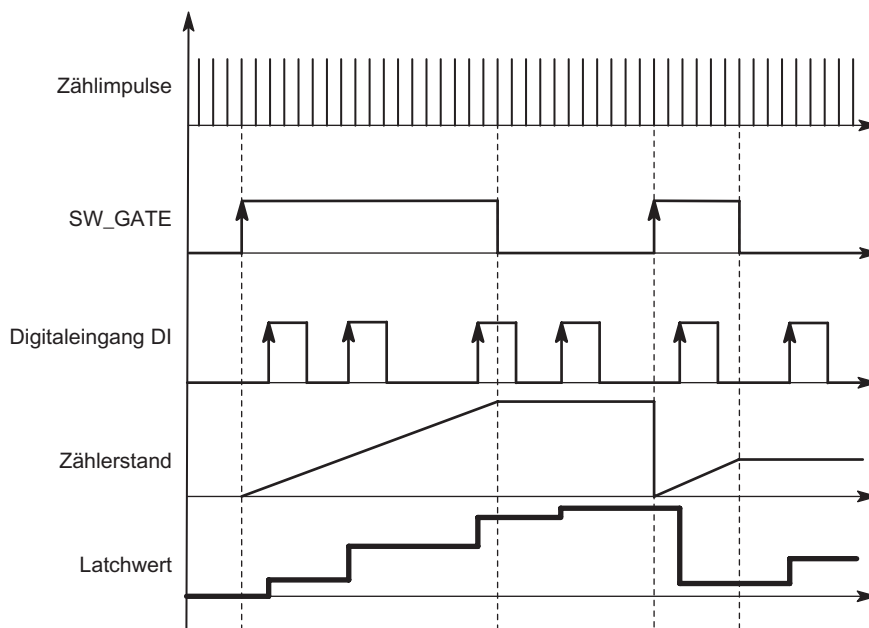 Zählimpulse
SW_GATE
Digitaleingang DI
Zählerstand
Latchwert